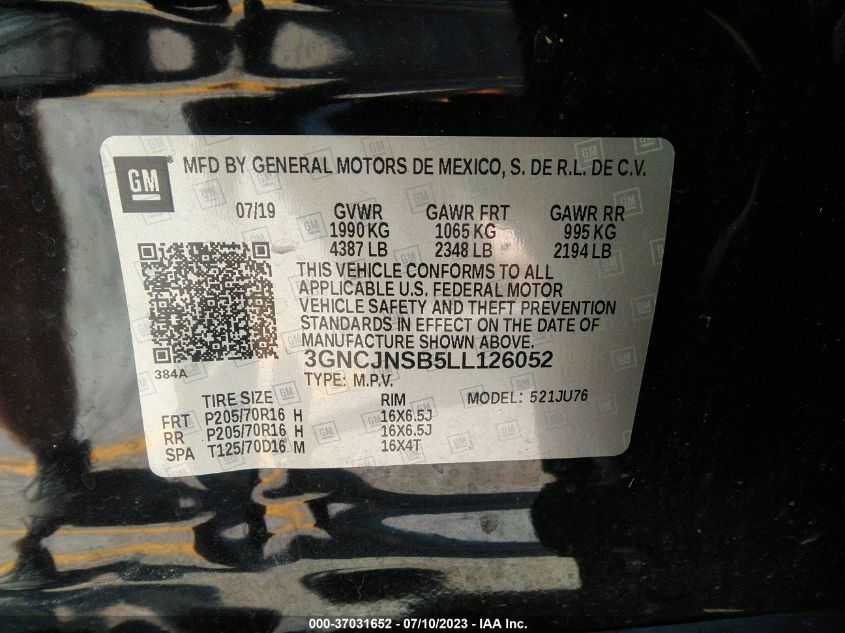 GM ® MFD BY GENERAL MOTORS DE MEXICO, S. DE R.L. DE C.V.
07/19 GVWR GAWR FRT GAWR RR
1990 KG 1065 KG 995 KG
4387 LB 2348 LB 2194 LB
THIS VEHICLE CONFORMS TO ALL
APPLICABLE U.S. FEDERAL MOTOR
VEHICLE SAFETY AND THEFT PREVENTION
STANDARDS IN EFFECT ON THE DATE OF
MANUFACTURE SHOWN ABOVE.
384A
3GNCJNSB5LL126052
TYPE: M.P.V.
TIRE SIZE RIM MODEL: 521JU76
FRT P205/70R16 H 16X6.5J
RR P205/70R16 H 16X6.5J
SPA T125/70D16 M 16X4T
000-37031652 - 07/10/2023 - IAA Inc.